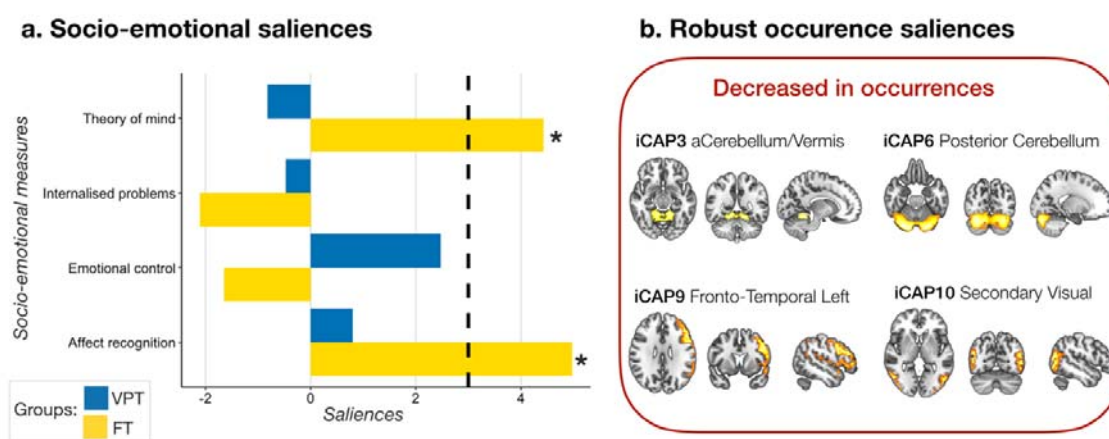 a. Socio-emotional saliences
Socio-emotional measures
Theory of mind
*
Internalised problems
Emotional control
Affect recognition
*
-2 0 2 4
Saliences
Groups:
VPT
FT
b. Robust occurence saliences
Decreased in occurrences
iCAP3 aCerebellum/Vermis
iCAP6 Posterior Cerebellum
iCAP9 Fronto-Temporal Left
iCAP10 Secondary Visual